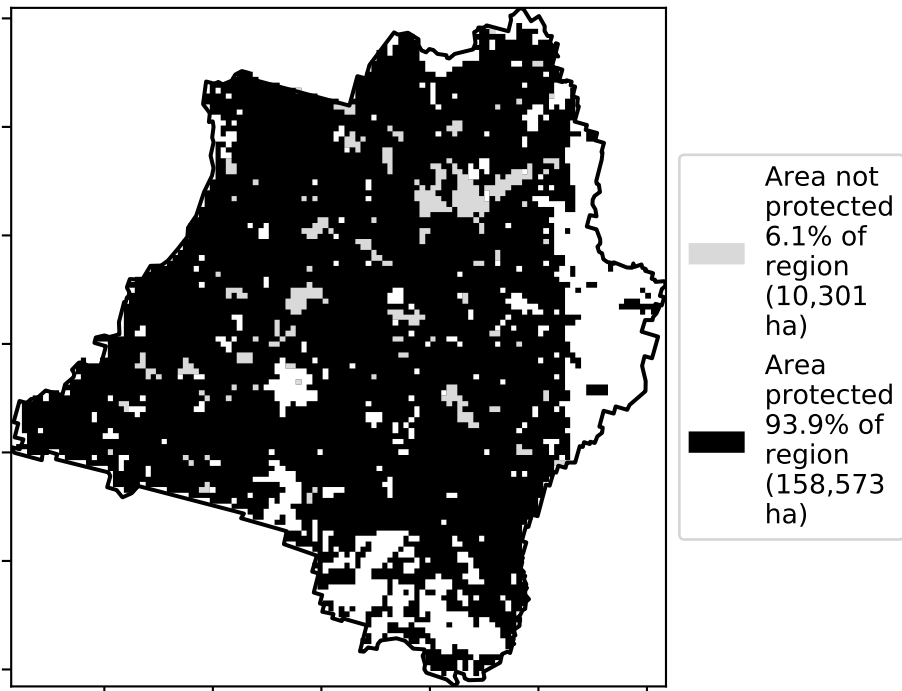 Area not
protected
6.1% of
region
(10,301
ha)
Area
protected
93.9% of
region
(158,573
ha)